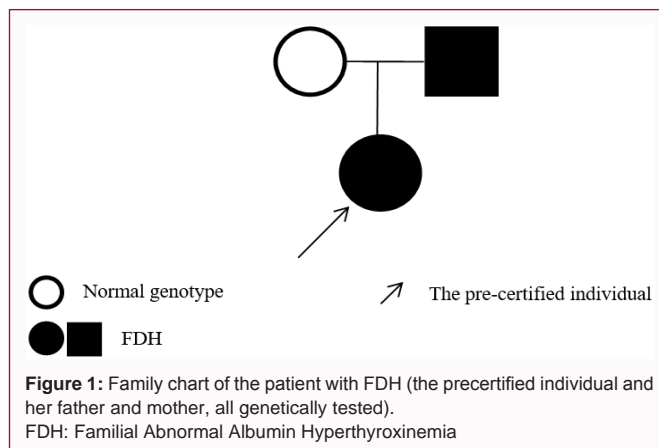 Normal genotype
The pre-certified individual
FDH
Figure 1: Family chart of the patient with FDH (the precertified individual and
her father and mother, all genetically tested).
FDH: Familial Abnormal Albumin Hyperthyroxinemia